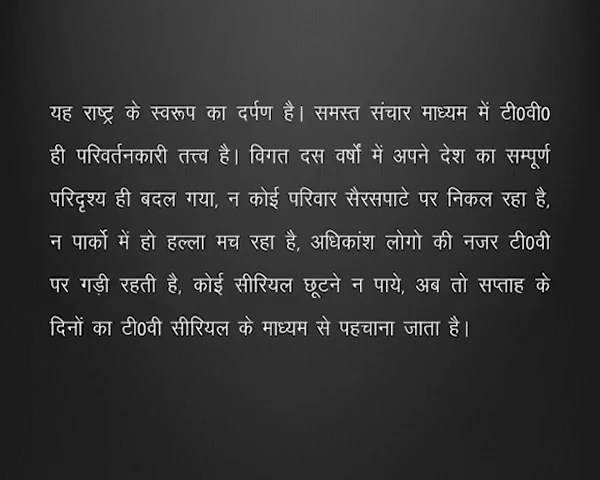 यह राष्ट्र के स्वरूप का दर्पण है। समस्त संचार माध्यम में टी0वी0
ही परिवर्तनकारी तत्त्व है। विगत दस वर्षों में अपने देश का सम्पूर्ण
परिदृश्य ही बदल गया, न कोई परिवार सैरसपाटे पर निकल रहा है,
न पार्को में हो हल्ला मच रहा है, अधिकांश लोगो की नजर टी0वी
पर गड़ी रहती है, कोई सीरियल छूटने न पाये, अब तो सप्ताह के
दिनों का टी0वी सीरियल के माध्यम से पहचाना जाता है।